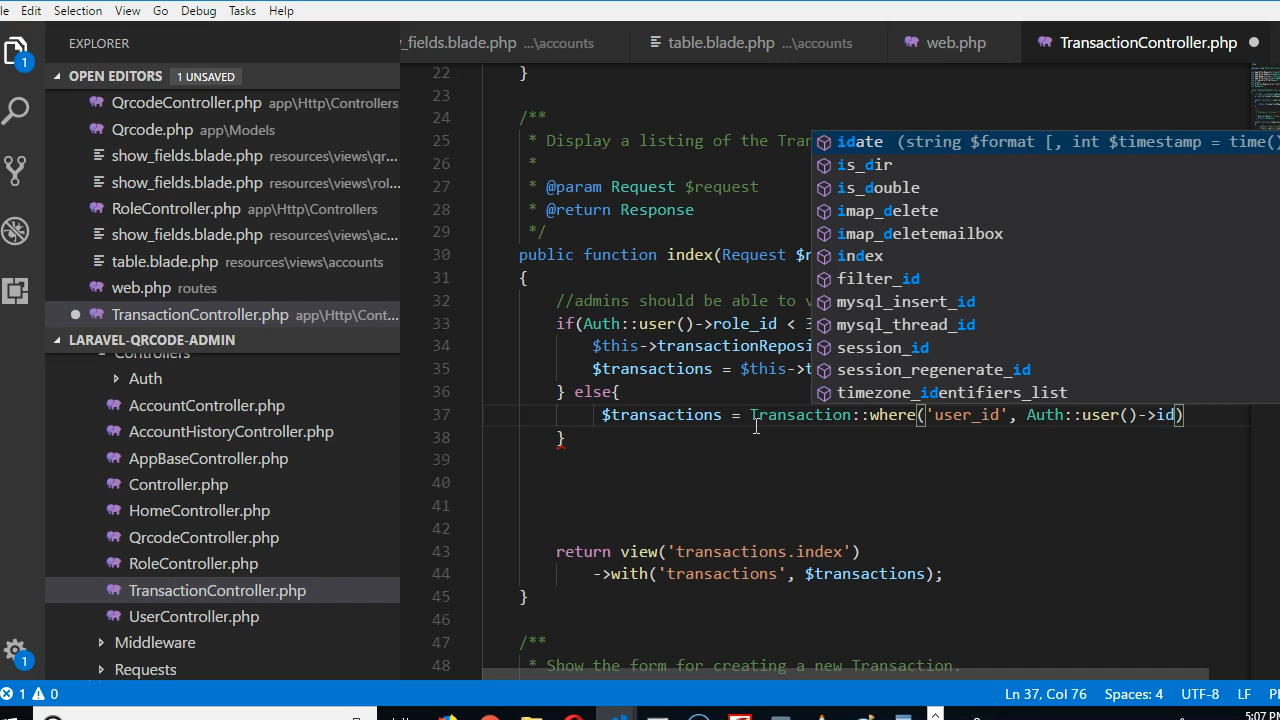 Edit Selection View Go Debug Tasks Help
EXPLORER
_fields.blade.php ...\accounts
table.blade.php ...\accounts
web.php
TransactionController.php
OPEN EDITORS 1 UNSAVED
QrcodeController.php app\Http\Controllers
Qrcode.php app\Models
show_fields.blade.php resources\views\qr...
show_fields.blade.php resources\views\rol...
RoleController.php app\Http\Controllers
show_fields.blade.php resources\views\ac...
table.blade.php resources\views\accounts
web.php routes
TransactionController.php app\Http\Cont...
LARAVEL-QRCODE-ADMIN
Controllers
Auth
AccountController.php
AccountHistoryController.php
AppBaseController.php
Controller.php
HomeController.php
QrcodeController.php
RoleController.php
TransactionController.php
UserController.php
Middleware
Requests
22 }
23
24 /**
25 * Display a listing of the Tra
26 *
27 * @param Request $request
28 * @return Response
29 */
30 public function index(Request $r
31 {
32 //admins should be able to v
33 if(Auth::user()->role_id < 3
34 $this->transactionReposi
35 $transactions = $this->t
36 } else{
37 $transactions = Transaction::where('user_id', Auth::user()->id)
38 }
39
40
41
42
43 return view('transactions.index')
44 ->with('transactions', $transactions);
45 }
46
47 /**
48 * Show the form for creating a new Transaction.
idate (string $format [, int $timestamp = time()
is_dir
is_double
imap_delete
imap_deletemailbox
index
filter_id
mysql_insert_id
mysql_thread_id
session_id
session_regenerate_id
timezone_identifiers_list
1
1
1 0
Ln 37, Col 76 Spaces: 4 UTF-8 LF
5:07 PM